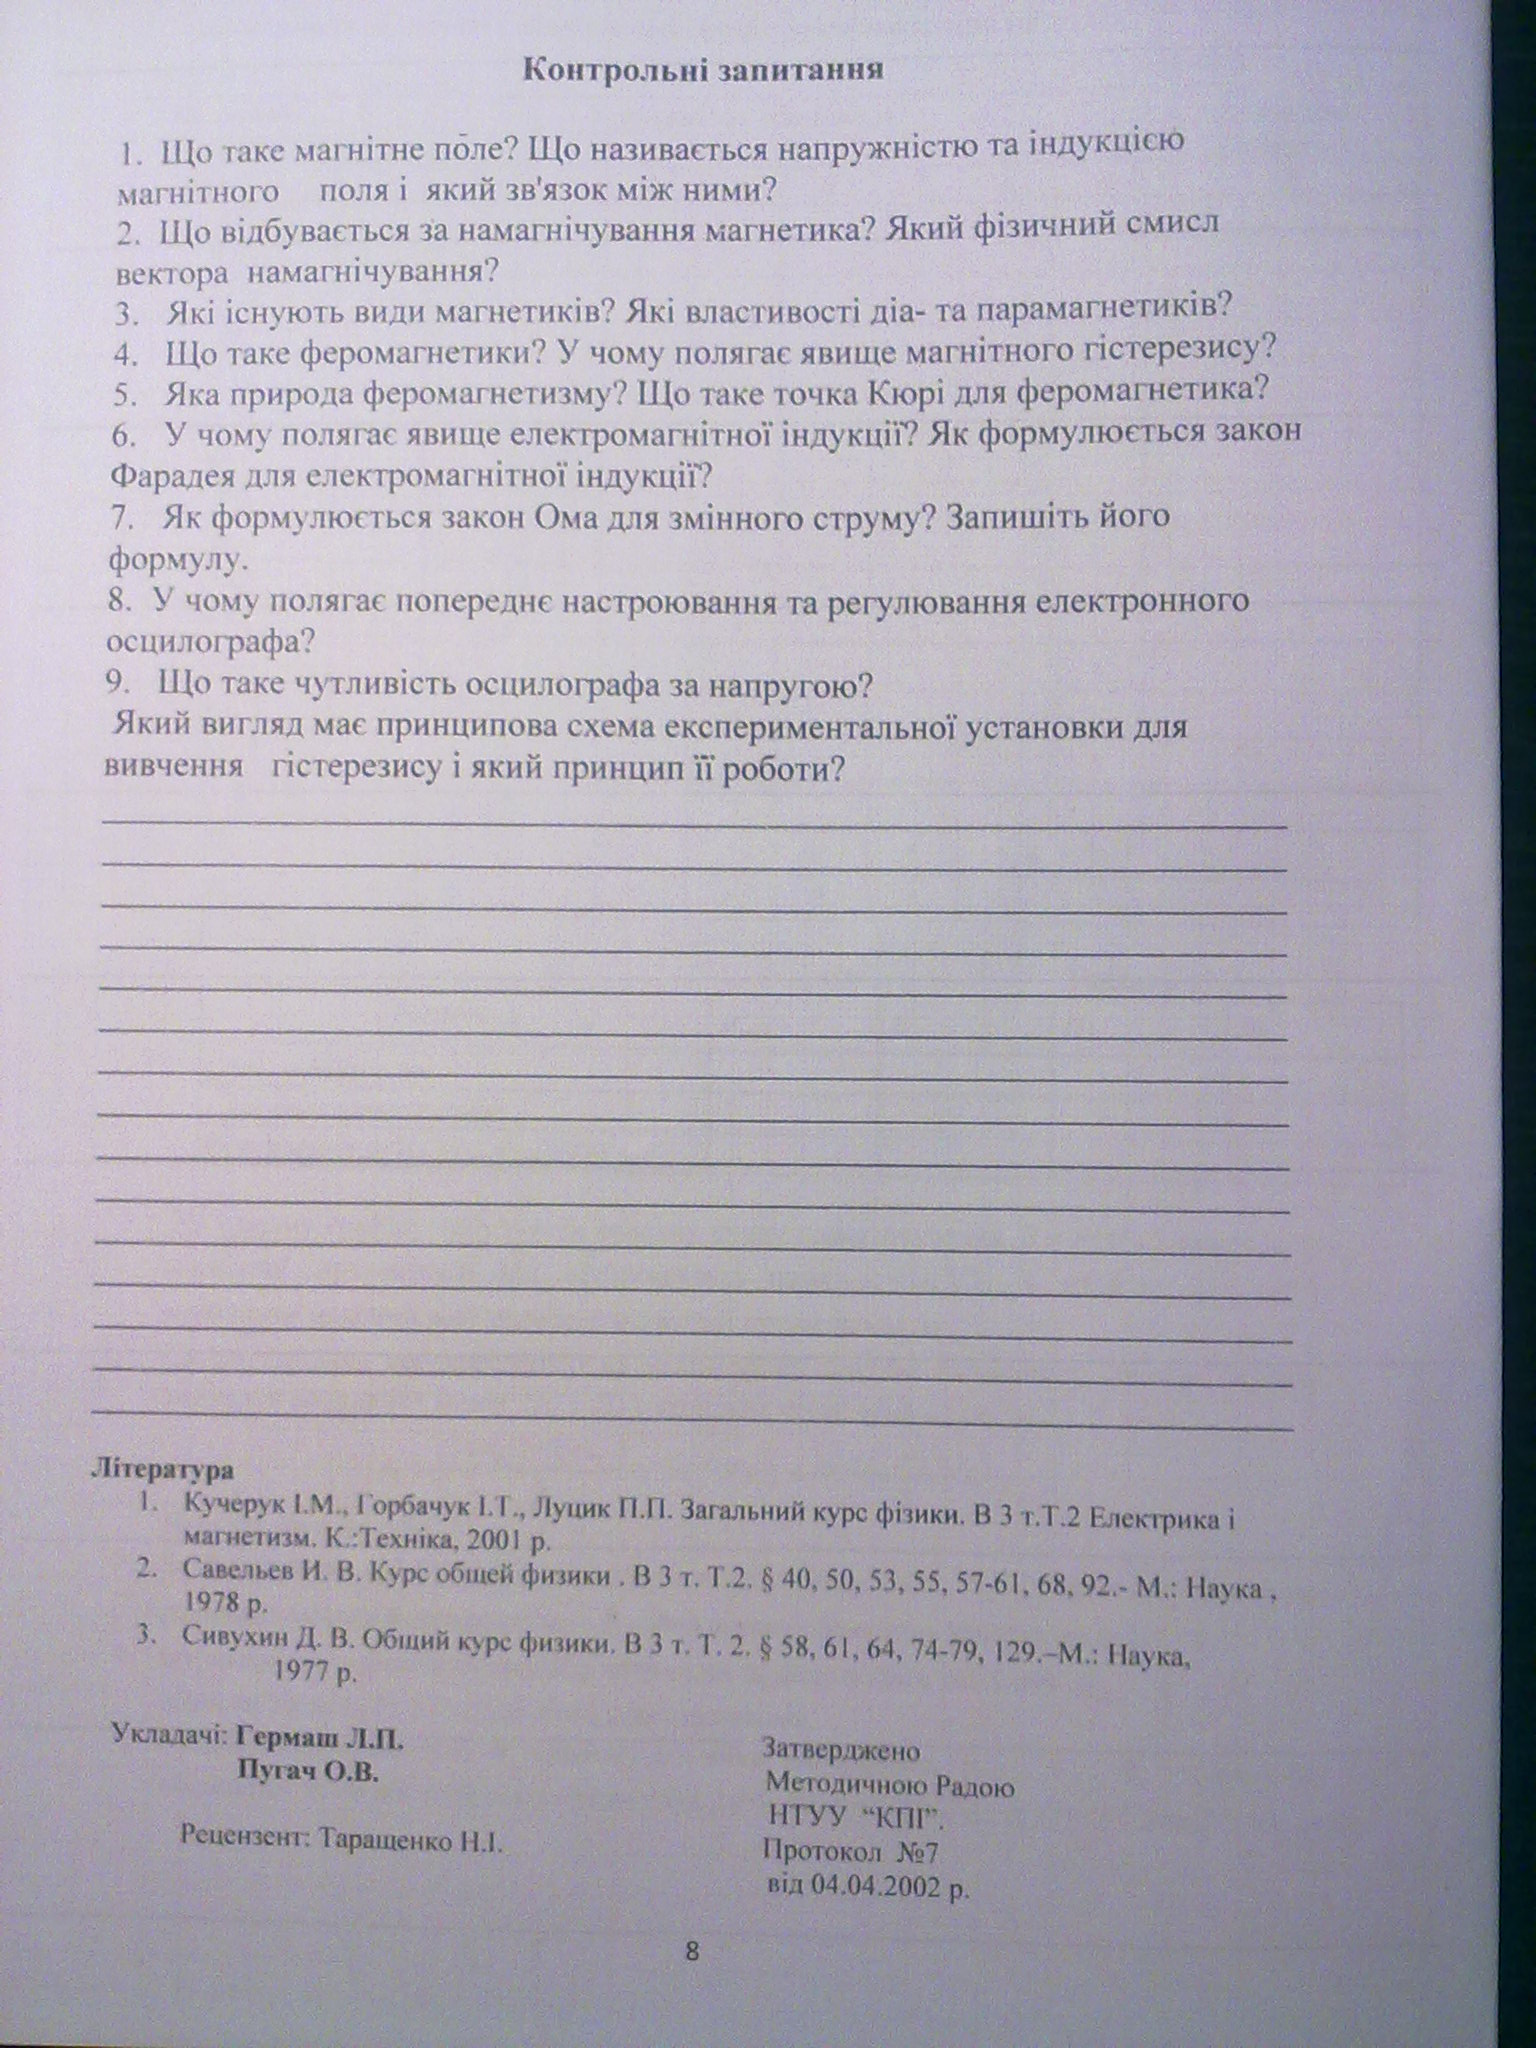 Контрольні запитання
1. Що таке магнітне поле? Що називається напружністю та індукцією
магнітного поля і який зв'язок між ними?
2. Що відбувається за намагнічування магнетика? Який фізичний смисл
вектора намагнічування?
3. Які існують види магнетиків? Які властивості діа- та парамагнетиків?
4. Що таке феромагнетики? У чому полягає явище магнітного гістерезису?
5. Яка природа феромагнетизму? Що таке точка Кюрі для феромагнетика?
6. У чому полягає явище електромагнітної індукції? Як формулюється закон
Фарадея для електромагнітної індукції?
7. Як формулюється закон Ома для змінного струму? Запишіть його
формулу.
8. У чому полягає попереднє настроювання та регулювання електронного
осцилографа?
9. Що таке чутливість осцилографа за напругою?
Який вигляд має принципова схема експериментальної установки для
вивчення гістерезису і який принцип її роботи?
Література
1. Кучерук І.М., Горбачук І.Т., Луцик П.П. Загальний курс фізики. В 3 т.Т.2 Електрика і
магнетизм. К.:Техніка, 2001 р.
2. Савельев И. В. Курс общей физики . В 3 т. Т.2. § 40, 50, 53, 55, 57-61, 68, 92.- М.: Наука ,
1978 р.
3. Сивухин Д. В. Общий курс физики. В 3 т. Т. 2. § 58, 61, 64, 74-79, 129.–М.: Наука,
1977 р.
Укладачі: Гермаш Л.П.
Пугач О.В.
Рецензент: Таращенко Н.І.
Затверджено
Методичною Радою
НТУУ “КПІ”.
Протокол №7
від 04.04.2002 р.
8